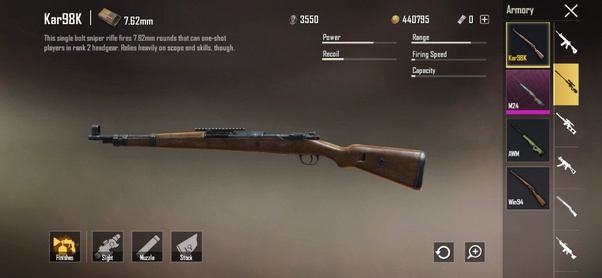 Kar98K
7.62mm
3550
440795
0
Armory
This single bolt sniper rifle fires 7.62mm rounds that can one-shot
players in rank 2 headgear. Relies heavily on scope and skills, though.
Power
Range
Recoil
Firing Speed
Capacity
Kar98K
M24
AWM
Win94
Finishes
Sight
Muzzle
Stock